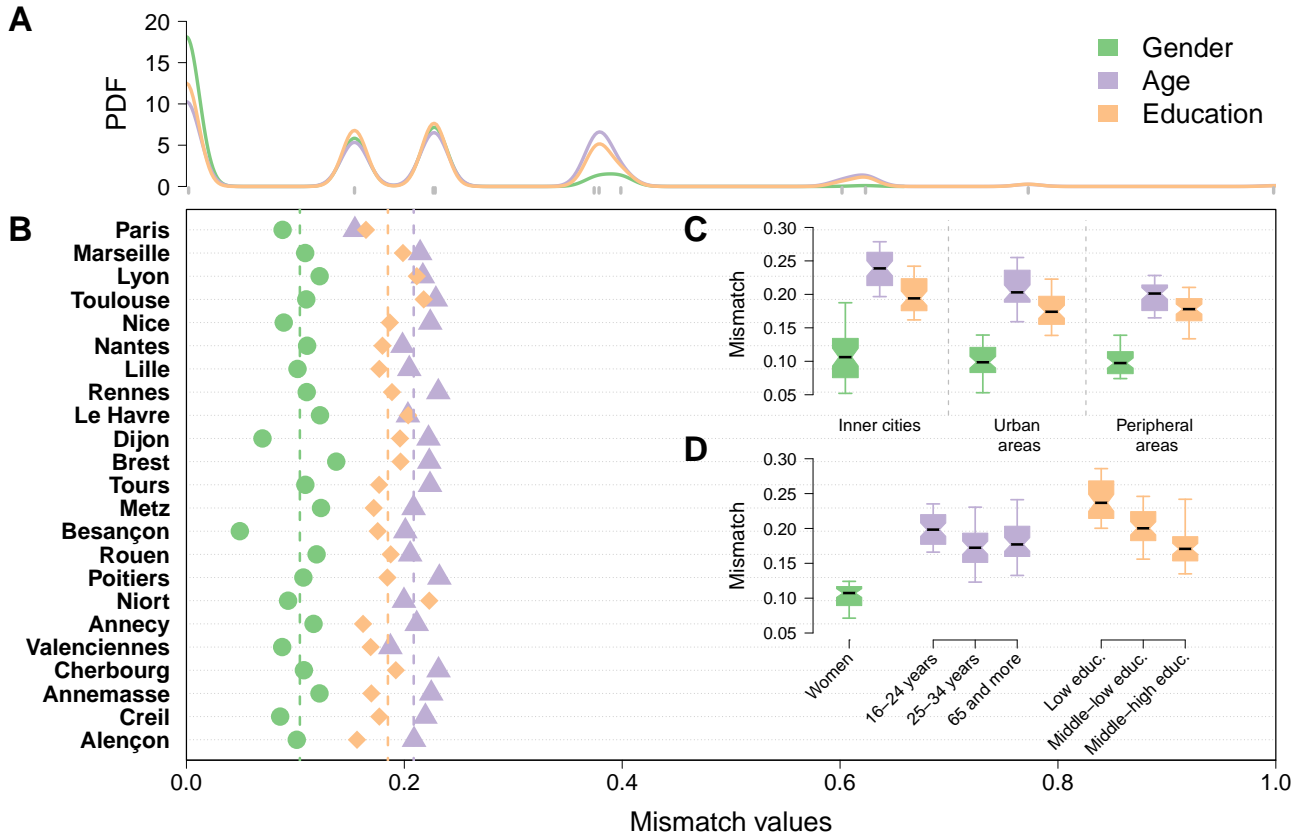 A
20
15
10
5
0
PDF
Gender
Age
Education
B
Paris
Marseille
Lyon
Toulouse
Nice
Nantes
Lille
Rennes
Le Havre
Dijon
Brest
Tours
Metz
Besançon
Rouen
Poitiers
Niort
Annecy
Valenciennes
Cherbourg
Annemasse
Creil
Alençon
0.0 0.2 0.4 0.6 0.8 1.0
Mismatch values
C
0.30
0.25
0.20
0.15
0.10
0.05
Mismatch
Inner cities Urban Peripheral
areas areas
D
0.30
0.25
0.20
0.15
0.10
0.05
Mismatch
Women
16–24 years
25–34 years
65 and more
Low educ.
Middle–low educ.
Middle–high educ.